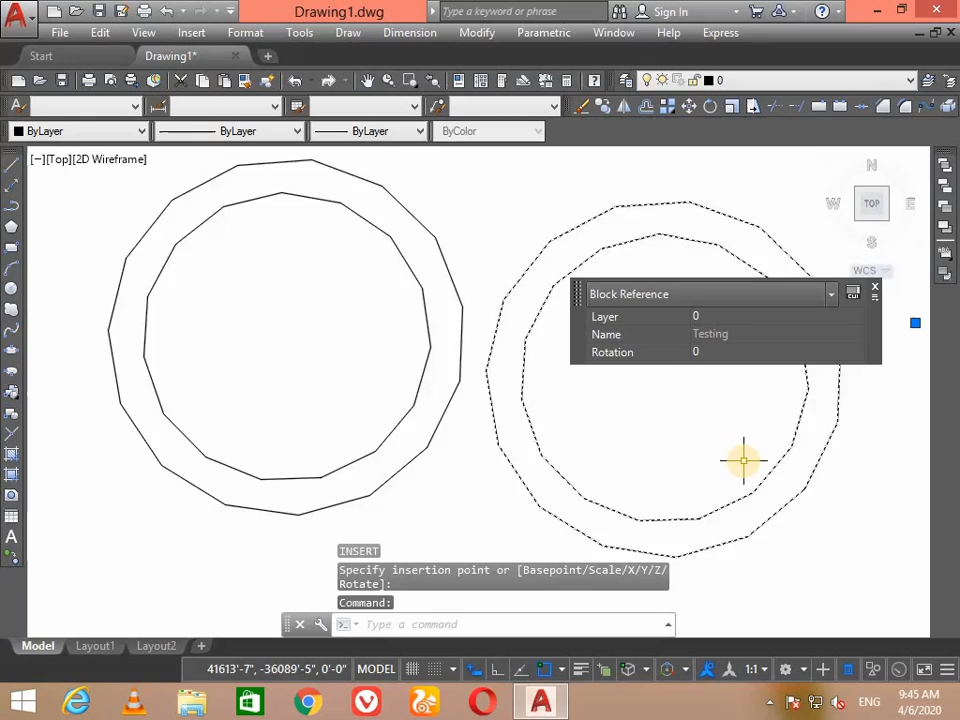 Drawing1.dwg
Type a keyword or phrase
Sign In
File Edit View Insert Format Tools Draw Dimension Modify Parametric Window Help Express
Start
Drawing1*
0
ByLayer ByLayer ByLayer ByColor
[−][Top][2D Wireframe]
N
W TOP E
S
WCS
Block Reference
CUI
Layer 0
Name Testing
Rotation 0
INSERT
Specify insertion point or [Basepoint/Scale/X/Y/Z/
Rotate]:
Command:
Type a command
Model Layout1 Layout2
41613'-7", -36089'-5", 0'-0" MODEL 1:1
ENG
9:45 AM
4/6/2020